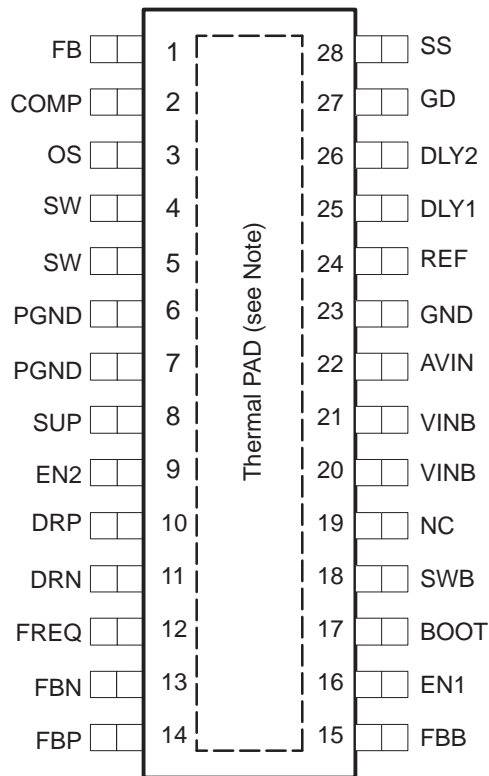 FB 1 28 SS
COMP 2 27 GD
OS 3 26 DLY2
SW 4 25 DLY1
SW 5 24 REF
PGND 6 23 GND
PGND 7 22 AVIN
SUP 8 21 VINB
EN2 9 20 VINB
DRP 10 19 NC
DRN 11 18 SWB
FREQ 12 17 BOOT
FBN 13 16 EN1
FBP 14 15 FBB
Thermal PAD (see Note)